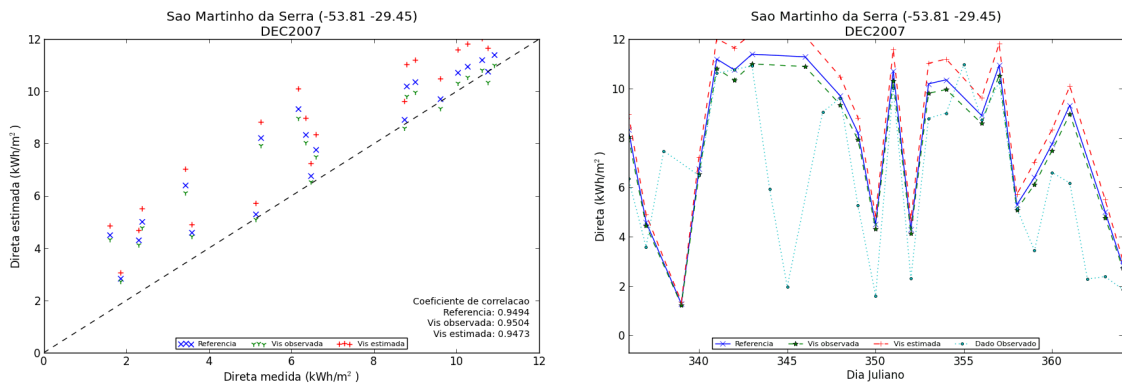 Sao Martinho da Serra (-53.81 -29.45)
DEC2007
12
10
8
6
4
2
0
Direta estimada (kWh/m²)
Coeficiente de correlacao
Referencia: 0.9494
Vis observada: 0.9504
Vis estimada: 0.9473
Referencia Vis observada Vis estimada
0 2 4 6 8 10 12
Direta medida (kWh/m² )
Sao Martinho da Serra (-53.81 -29.45)
DEC2007
12
10
8
6
4
2
0
Direta (kWh/m² )
Referencia Vis observada Vis estimada Dado Observado
340 345 350 355 360
Dia Juliano